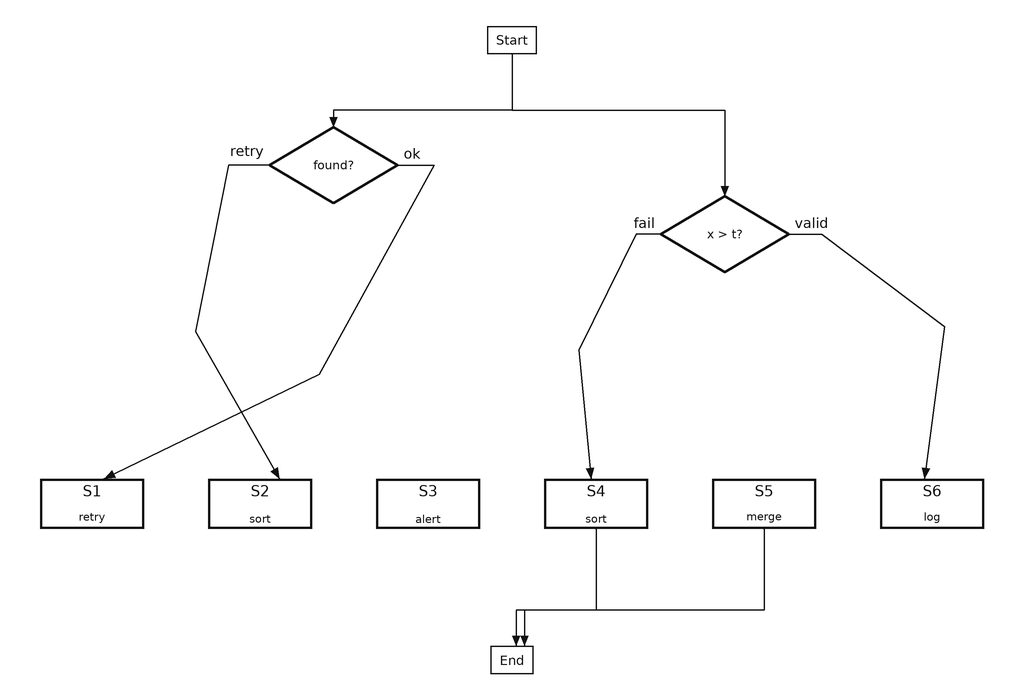 Start
retry
ok
found?
fail
valid
x > t?
S1
retry
S2
sort
S3
alert
S4
sort
S5
merge
S6
log
End